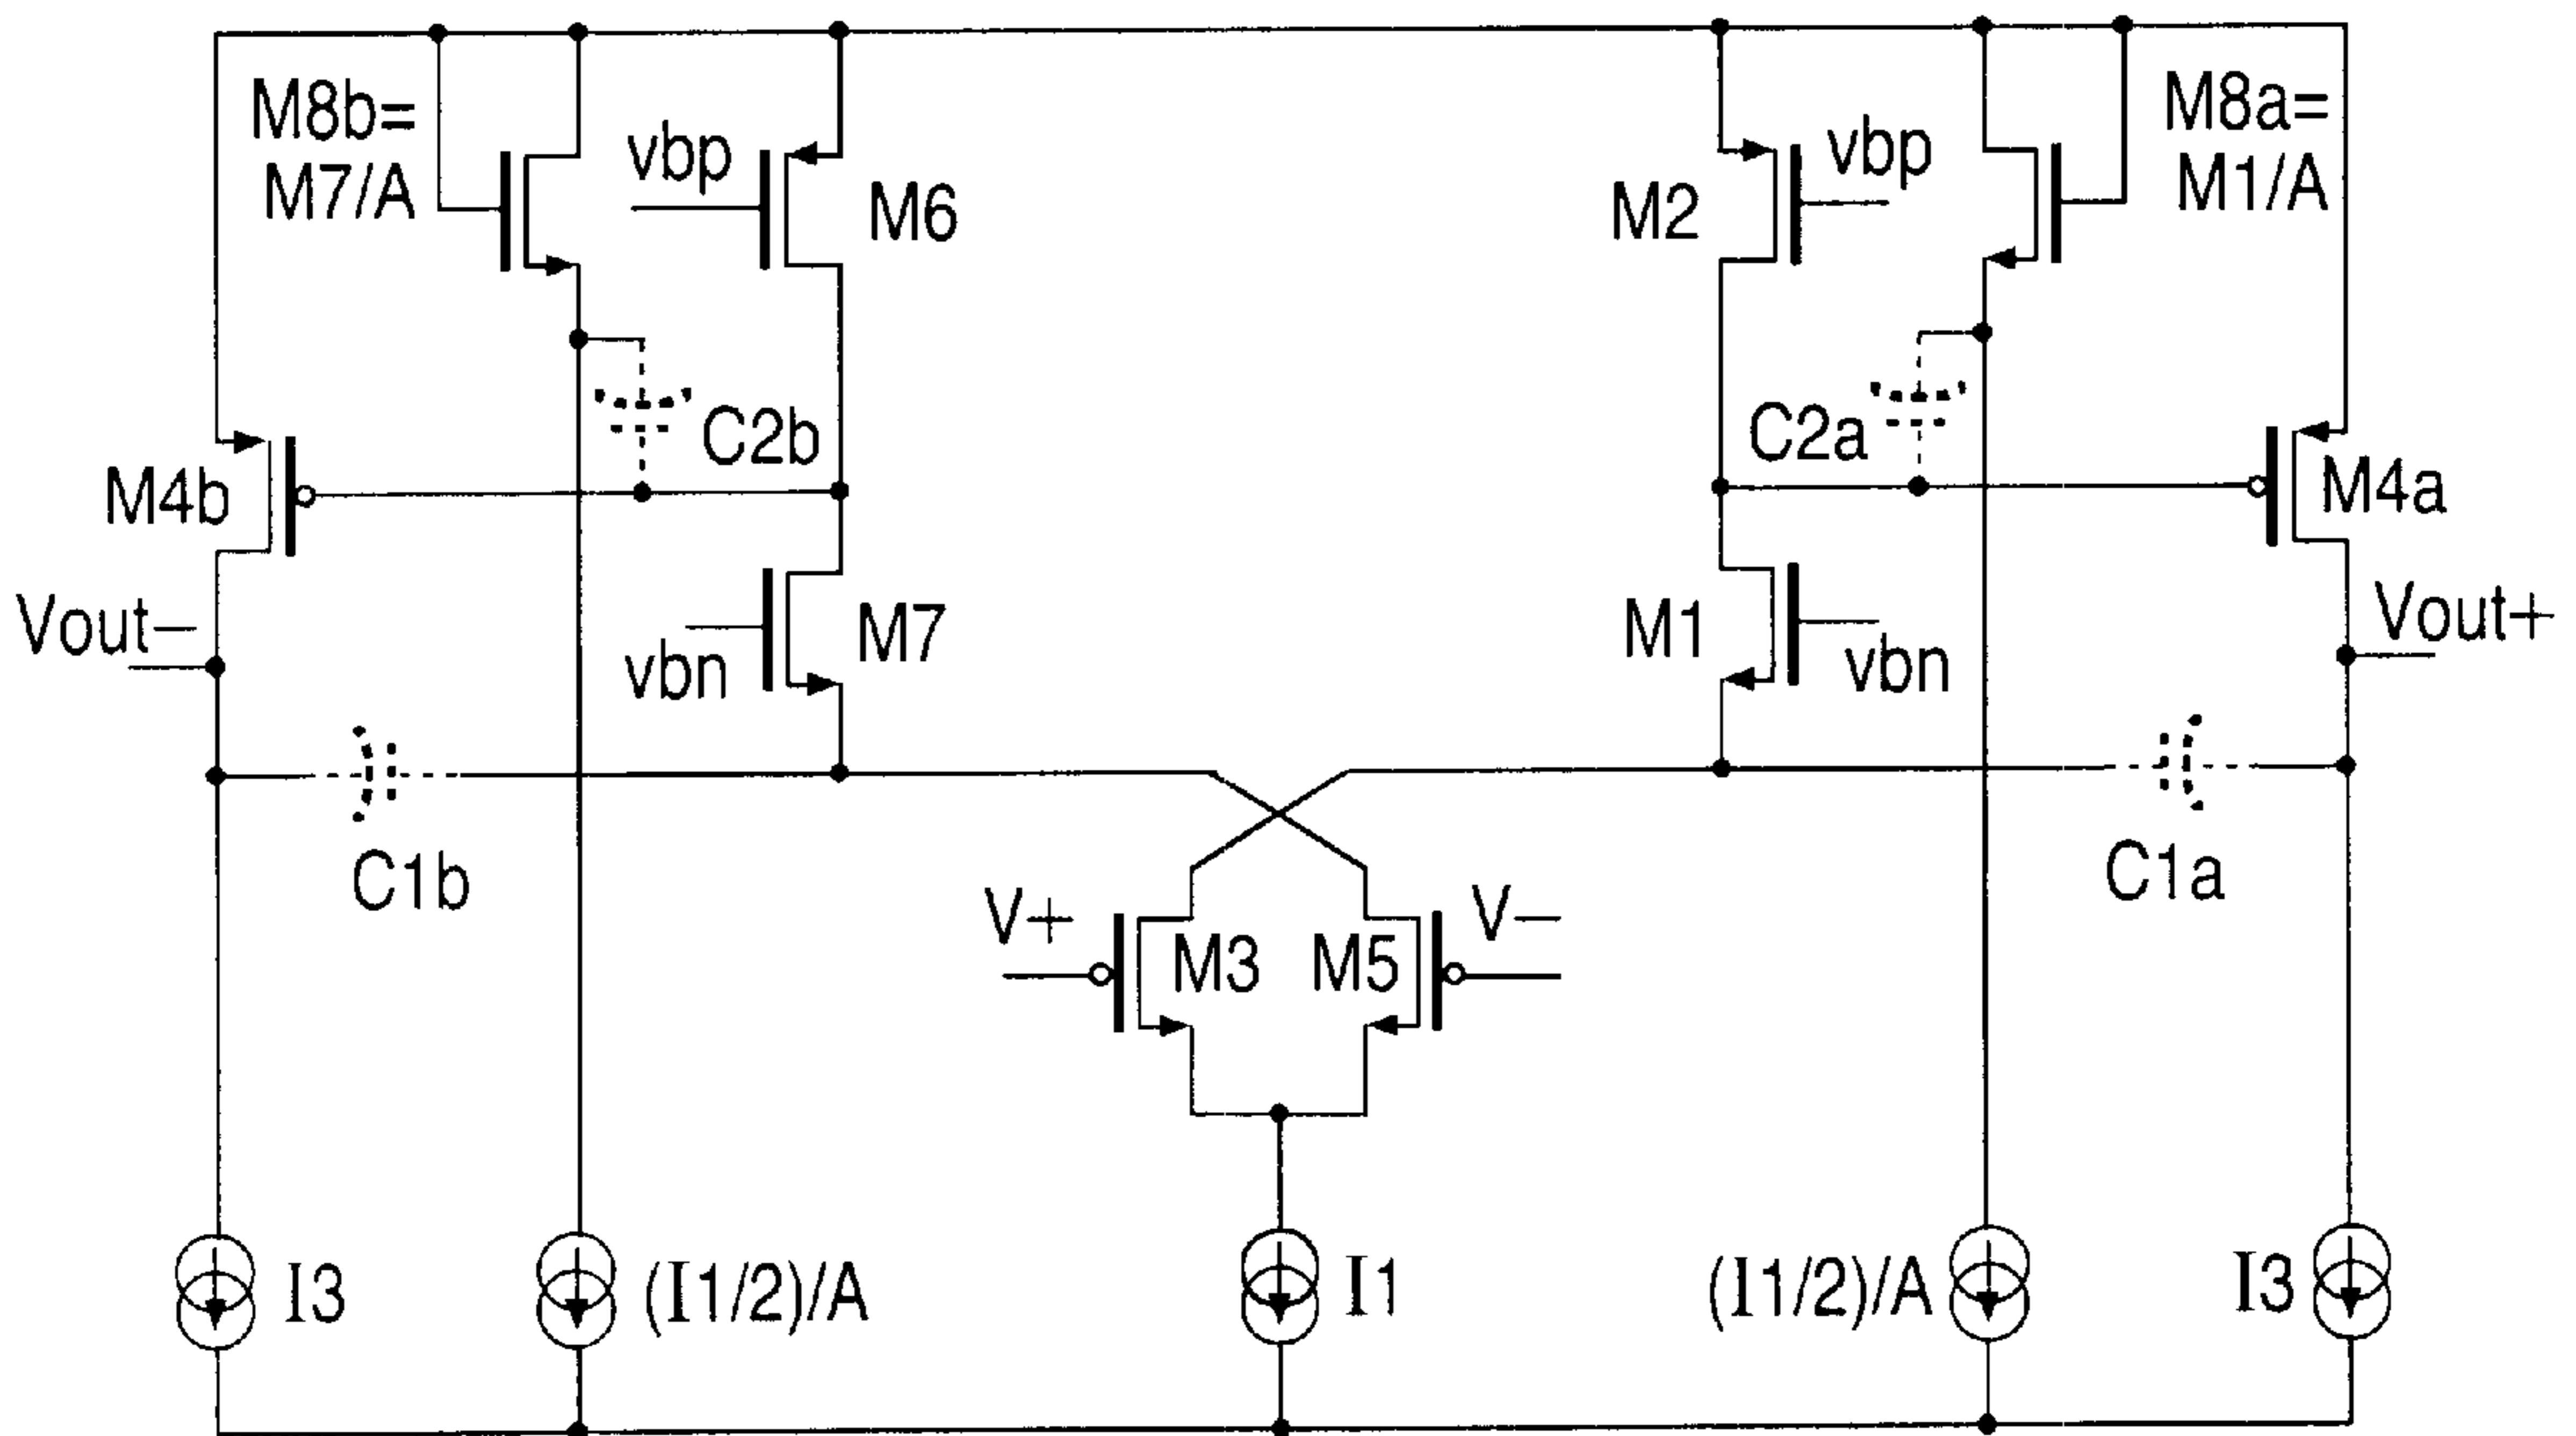 M8b=
M7/A
vbp
M6
M2
vbp
M8a=
M1/A
C2b
C2a
M4b
M4a
Vout–
vbn
M7
M1
vbn
Vout+
C1b
C1a
V+
M3
M5
V–
I3
(I1/2)/A
I1
(I1/2)/A
I3